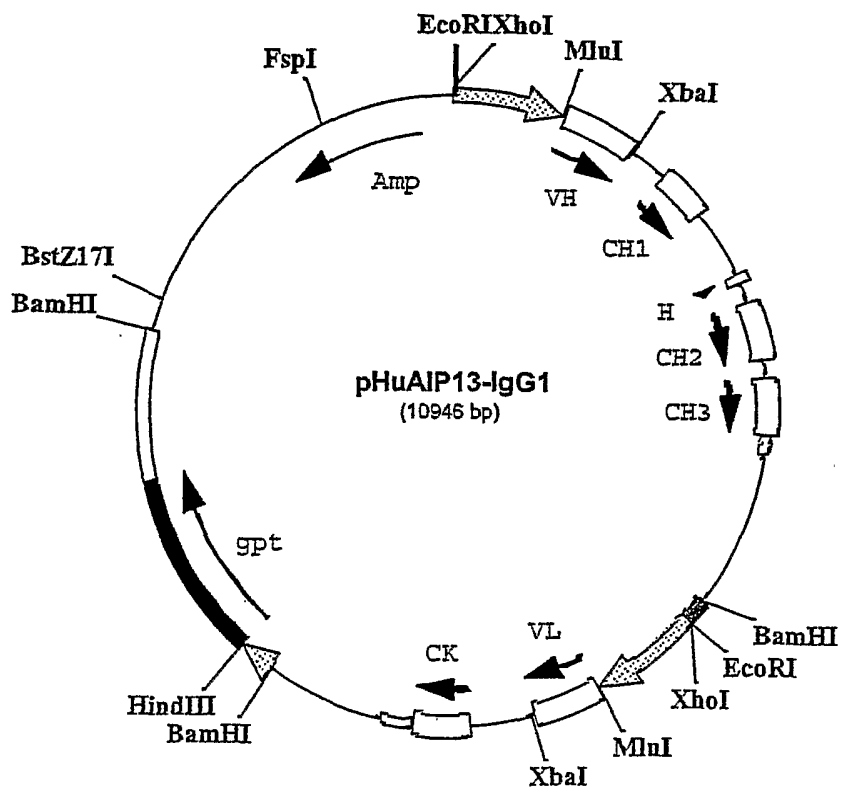 EcoRIXhoI
MluI
FspI
XbaI
Amp
VH
CH1
BstZ17I
BamHI
H
CH2
pHuAIP13-IgG1
(10946 bp)
CH3
gpt
VL
BamHI
CK
EcoRI
HindIII
XhoI
BamHI
MluI
XbaI